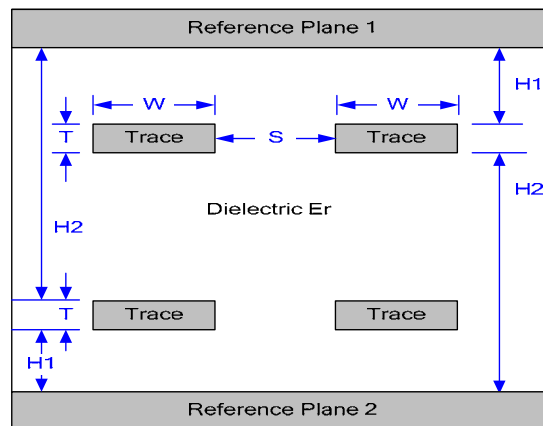 Reference Plane 1
H1
W
W
T
Trace
S
Trace
H2
Dielectric Er
H2
T
Trace
Trace
H1
Reference Plane 2